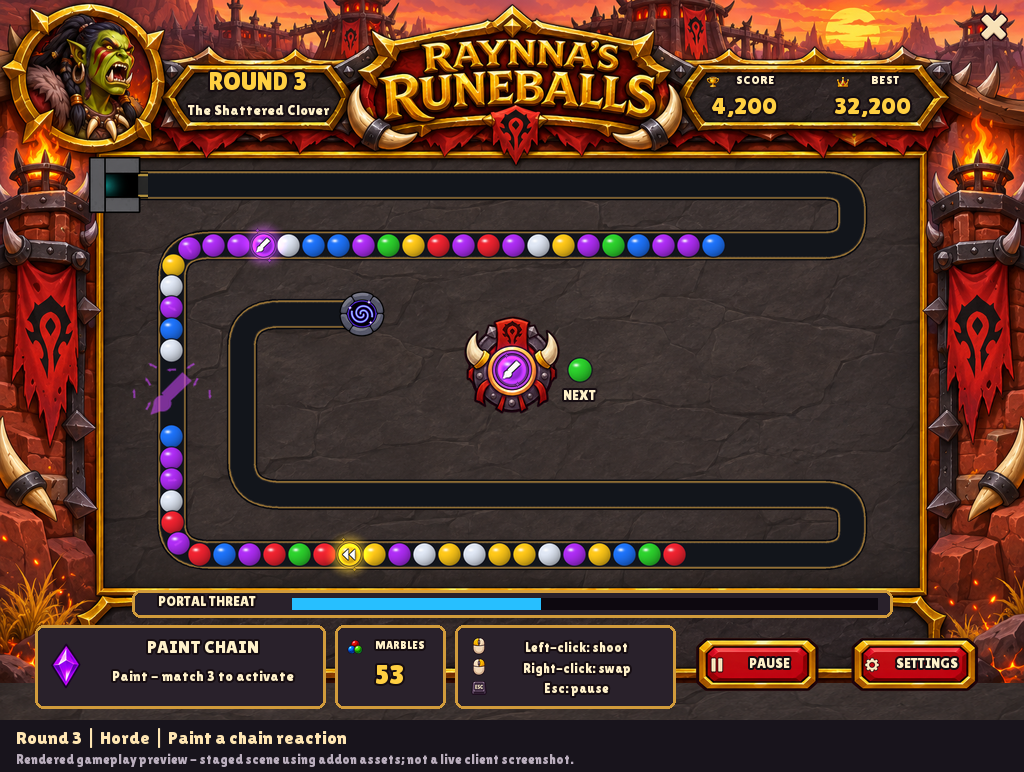 RAYNNA'S
RUNEBALLS
ROUND 3
The Shattered Clover
SCORE
4,200
BEST
32,200
NEXT
PORTAL THREAT
PAINT CHAIN
Paint - match 3 to activate
MARBLES
53
Left-click: shoot
Right-click: swap
ESC
Esc: pause
PAUSE
SETTINGS
Round 3 | Horde | Paint a chain reaction
Rendered gameplay preview - staged scene using addon assets; not a live client screenshot.